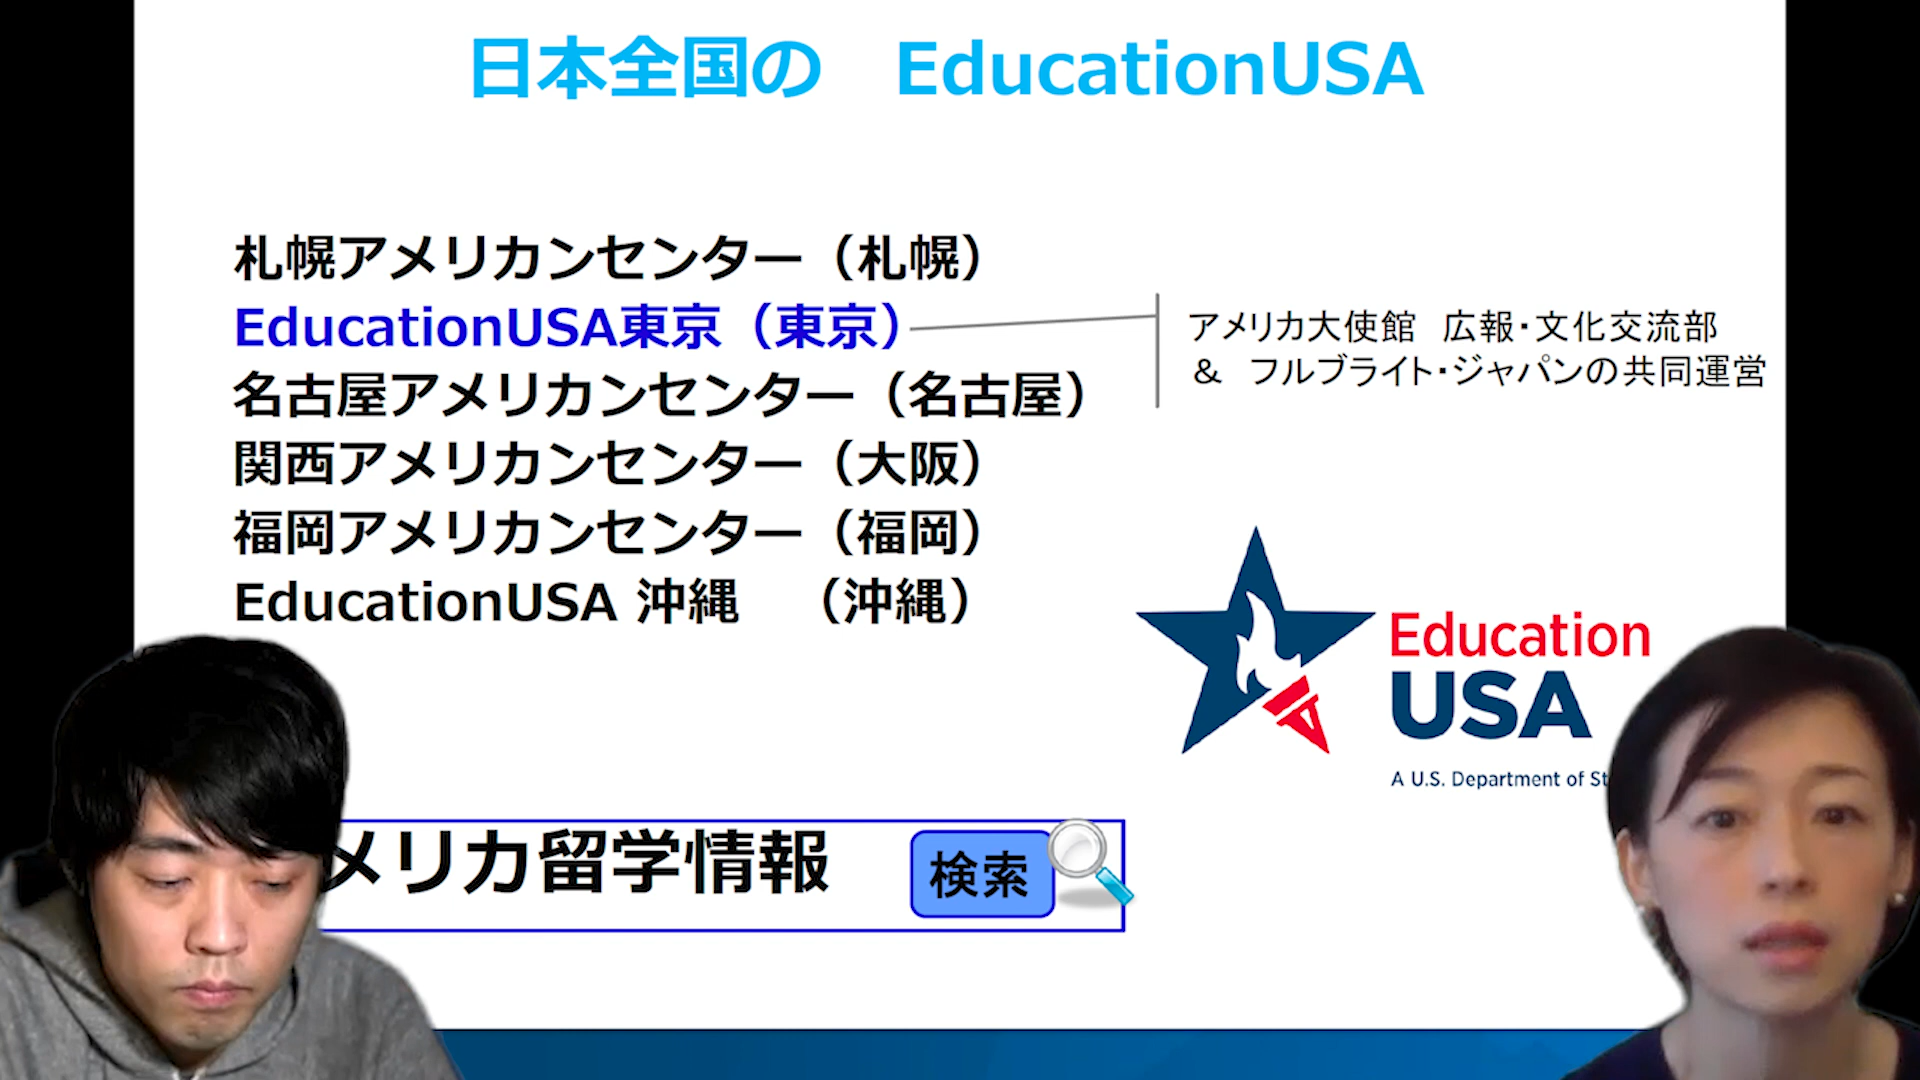 日本全国の　EducationUSA
札幌アメリカンセンター（札幌）
EducationUSA東京（東京）
アメリカ大使館　広報・文化交流部
＆　フルブライト・ジャパンの共同運営
名古屋アメリカンセンター（名古屋）
関西アメリカンセンター（大阪）
福岡アメリカンセンター（福岡）
EducationUSA 沖縄　（沖縄）
Education
USA
A U.S. Department of
メリカ留学情報
検索